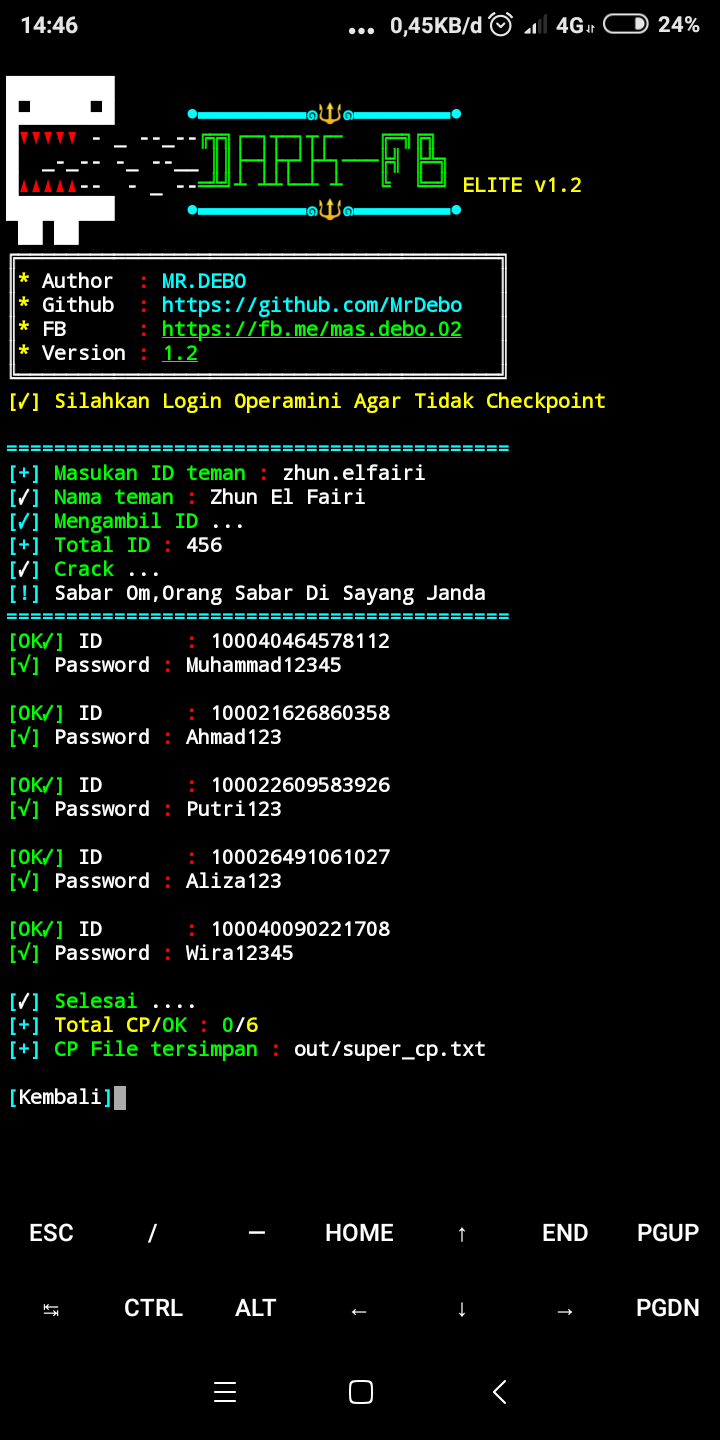 14:46 ... 0,45KB/d 4G 24%
DARK-FB
ELITE v1.2
* Author : MR.DEBO
* Github : https://github.com/MrDebo
* FB : https://fb.me/mas.debo.02
* Version : 1.2
[✓] Silahkan Login Operamini Agar Tidak Checkpoint
==========================================
[+] Masukan ID teman : zhun.elfairi
[✓] Nama teman : Zhun El Fairi
[✓] Mengambil ID ...
[+] Total ID : 456
[✓] Crack ...
[!] Sabar Om,Orang Sabar Di Sayang Janda
==========================================
[OK✓] ID : 100040464578112
[√] Password : Muhammad12345
[OK✓] ID : 100021626860358
[√] Password : Ahmad123
[OK✓] ID : 100022609583926
[√] Password : Putri123
[OK✓] ID : 100026491061027
[√] Password : Aliza123
[OK✓] ID : 100040090221708
[√] Password : Wira12345
[✓] Selesai ....
[+] Total CP/OK : 0/6
[+] CP File tersimpan : out/super_cp.txt
[Kembali]
ESC / — HOME ↑ END PGUP
↹ CTRL ALT ← ↓ → PGDN